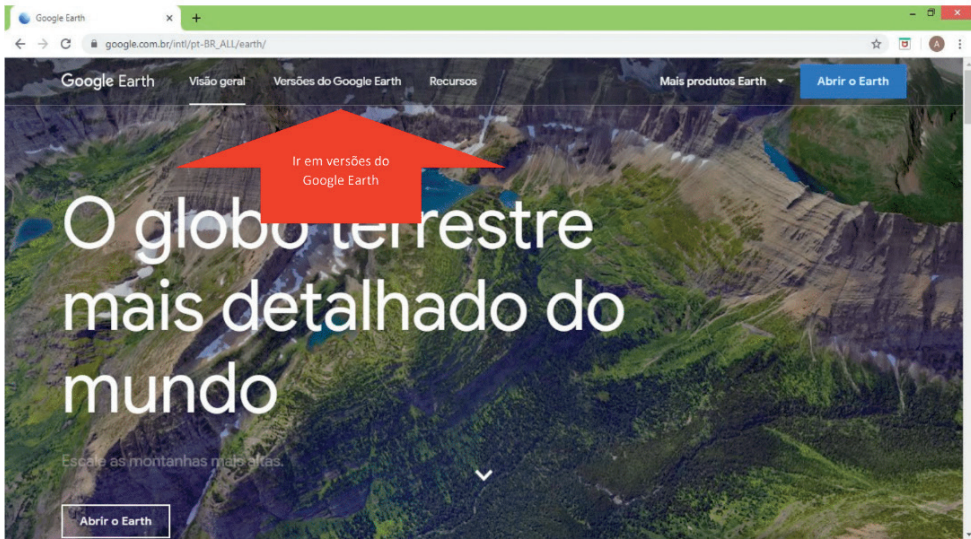 Google Earth
google.com.br/intl/pt-BR_ALL/earth/
A
Google Earth
Visão geral
Versões do Google Earth
Recursos
Mais produtos Earth
Abrir o Earth
Ir em versões do
Google Earth
O globo terrestre
mais detalhado do
mundo
Escale as montanhas mais altas.
Abrir o Earth